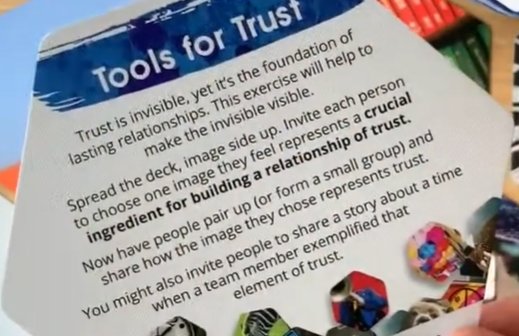 Tools for Trust
Trust is invisible, yet it's the foundation of
lasting relationships. This exercise will help to
make the invisible visible.
Spread the deck, image side up. Invite each person
to choose one image they feel represents a crucial
ingredient for building a relationship of trust.
Now have people pair up (or form a small group) and
share how the image they chose represents trust.
You might also invite people to share a story about a time
when a team member exemplified that
element of trust.